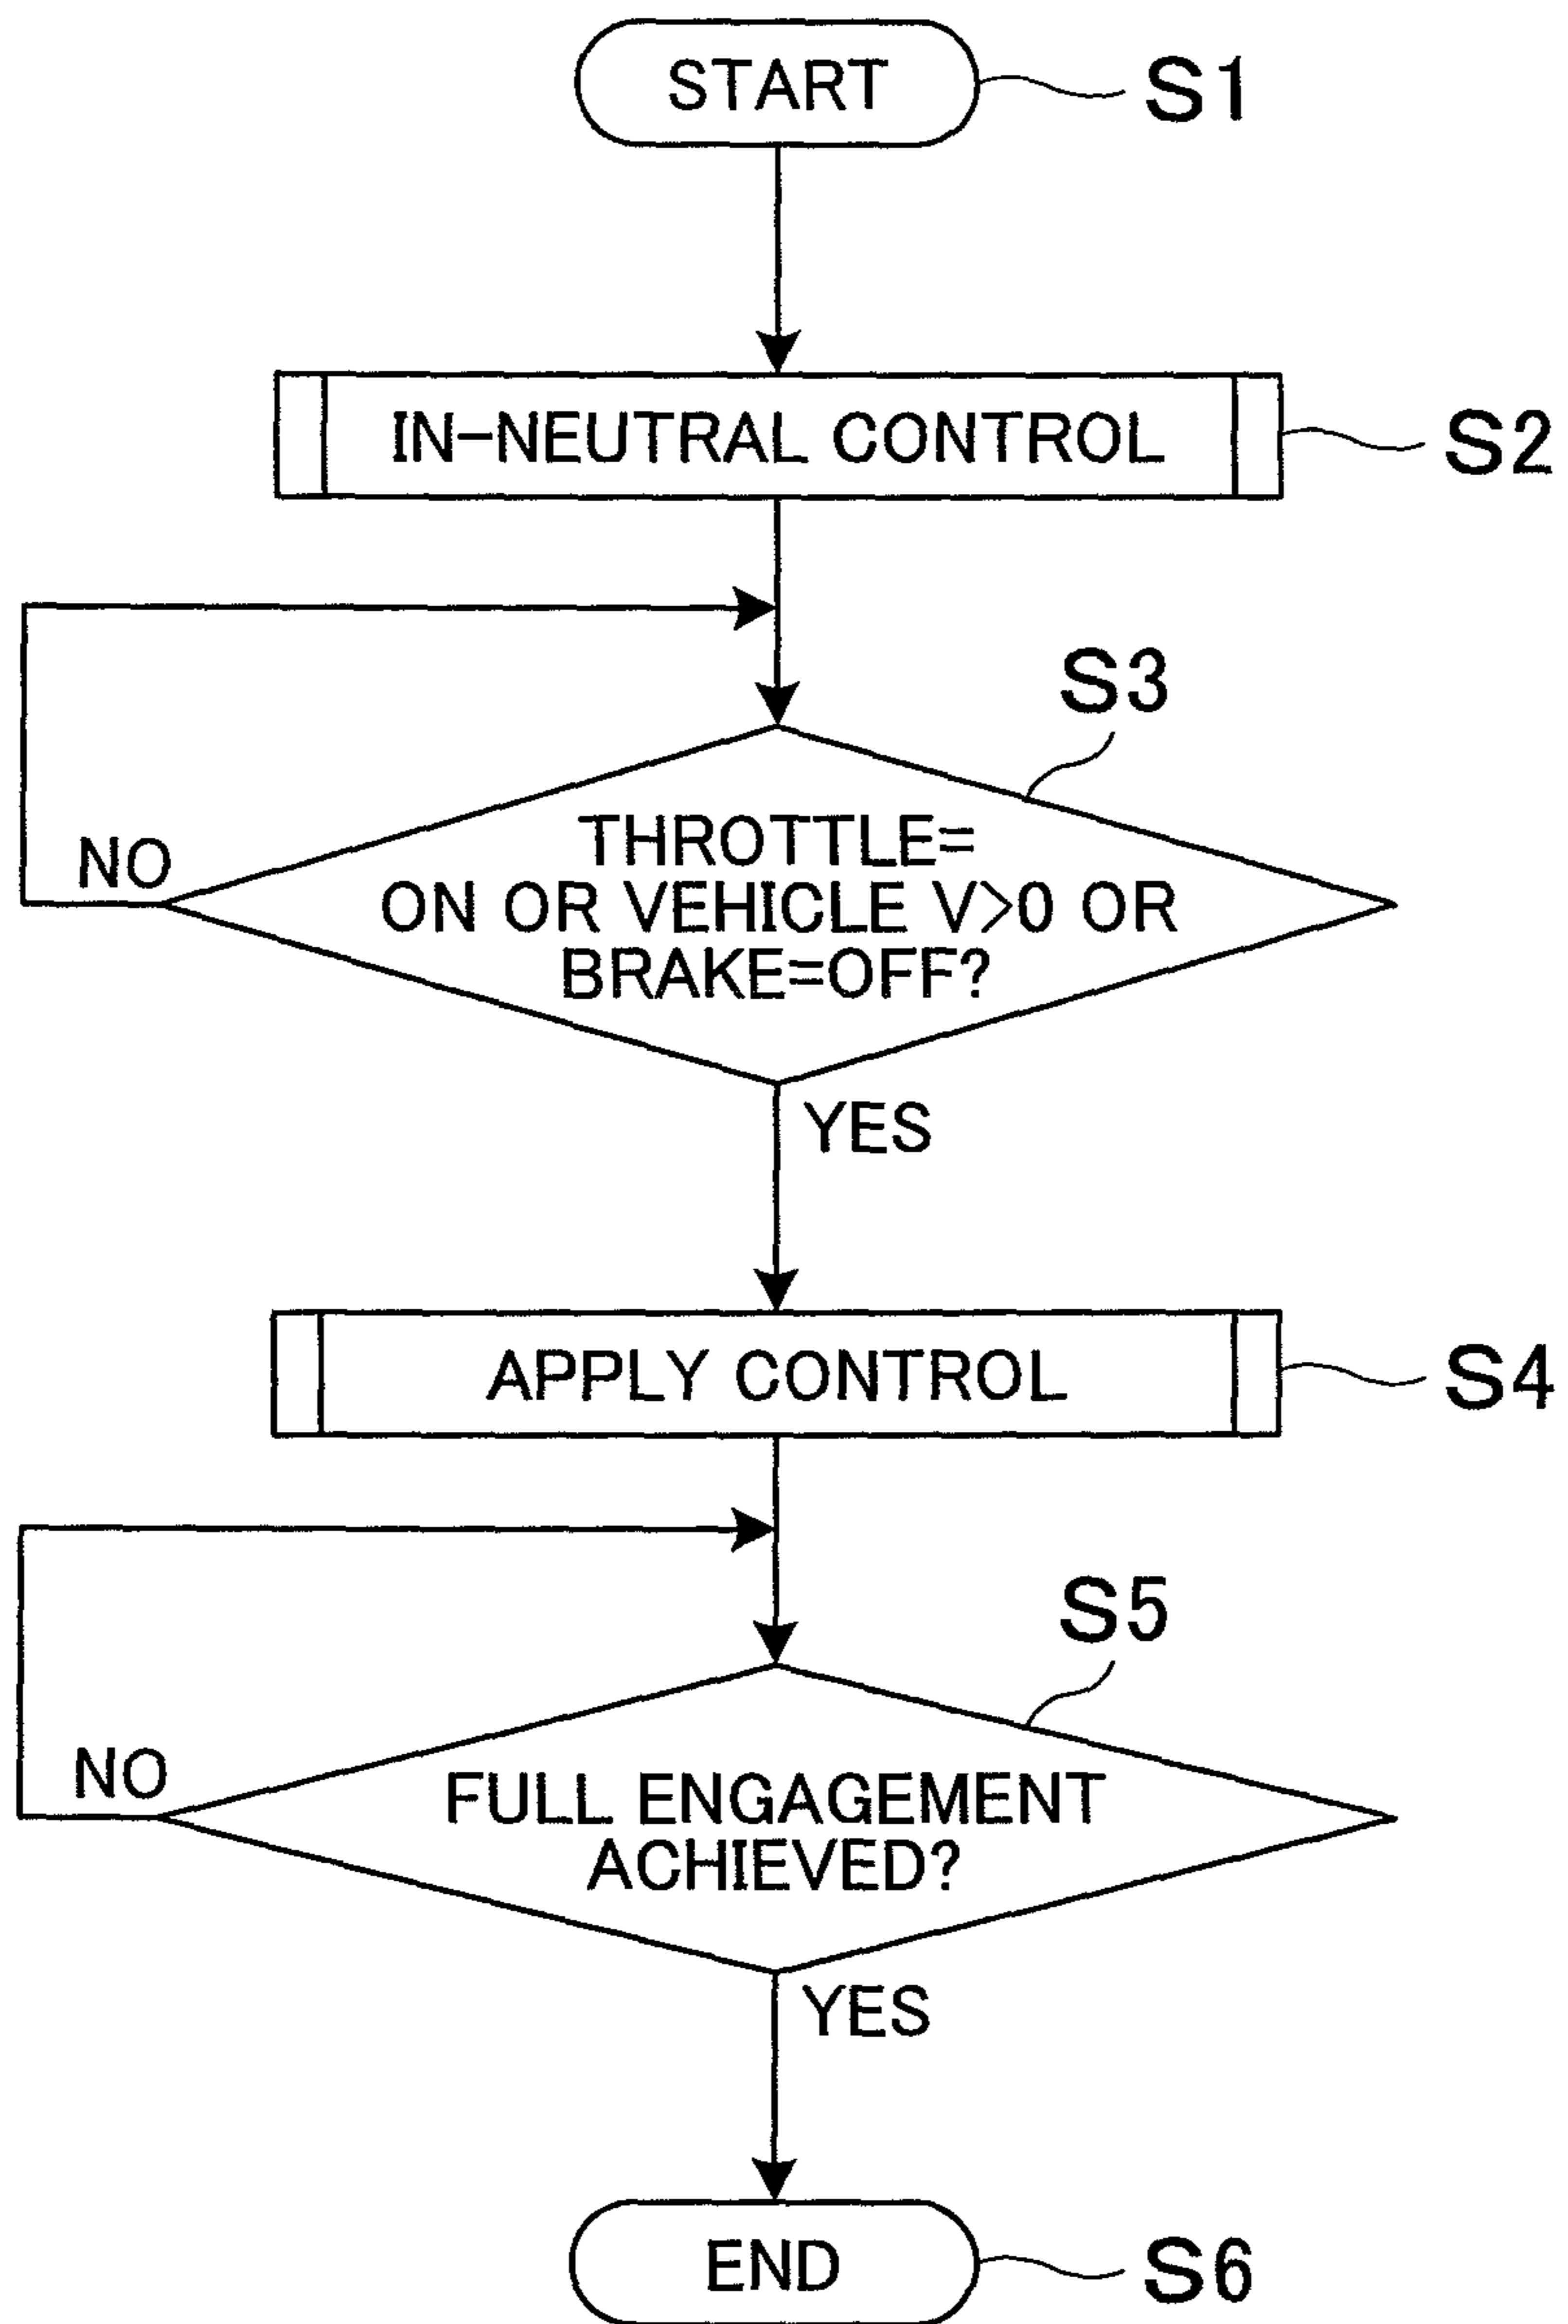 START
S1
IN-NEUTRAL CONTROL
S2
S3
THROTTLE=
ON OR VEHICLE V>0 OR
BRAKE=OFF?
NO
YES
APPLY CONTROL
S4
S5
FULL ENGAGEMENT
ACHIEVED?
NO
YES
END
S6